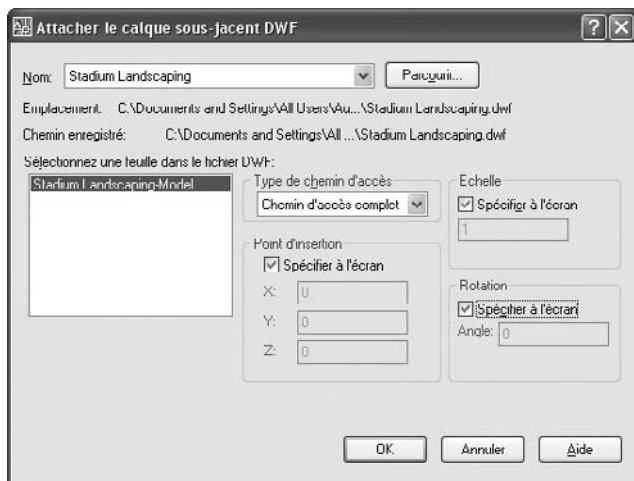 Attacher le calque sous-jacent DWF
Nom: Stadium Landscaping Parcourir...
Emplacement: C:\Documents and Settings\All Users\Au...\Stadium Landscaping.dwf
Chemin enregistré: C:\Documents and Settings\All ...\Stadium Landscaping.dwf
Sélectionnez une feuille dans le fichier DWF:
Stadium Landscaping-Model
Type de chemin d'accès
Chemin d'accès complet
Point d'insertion
Spécifier à l'écran
X: 0
Y: 0
Z: 0
Echelle
Spécifier à l'écran
1
Rotation
Spécifier à l'écran
Angle: 0
OK Annuler Aide